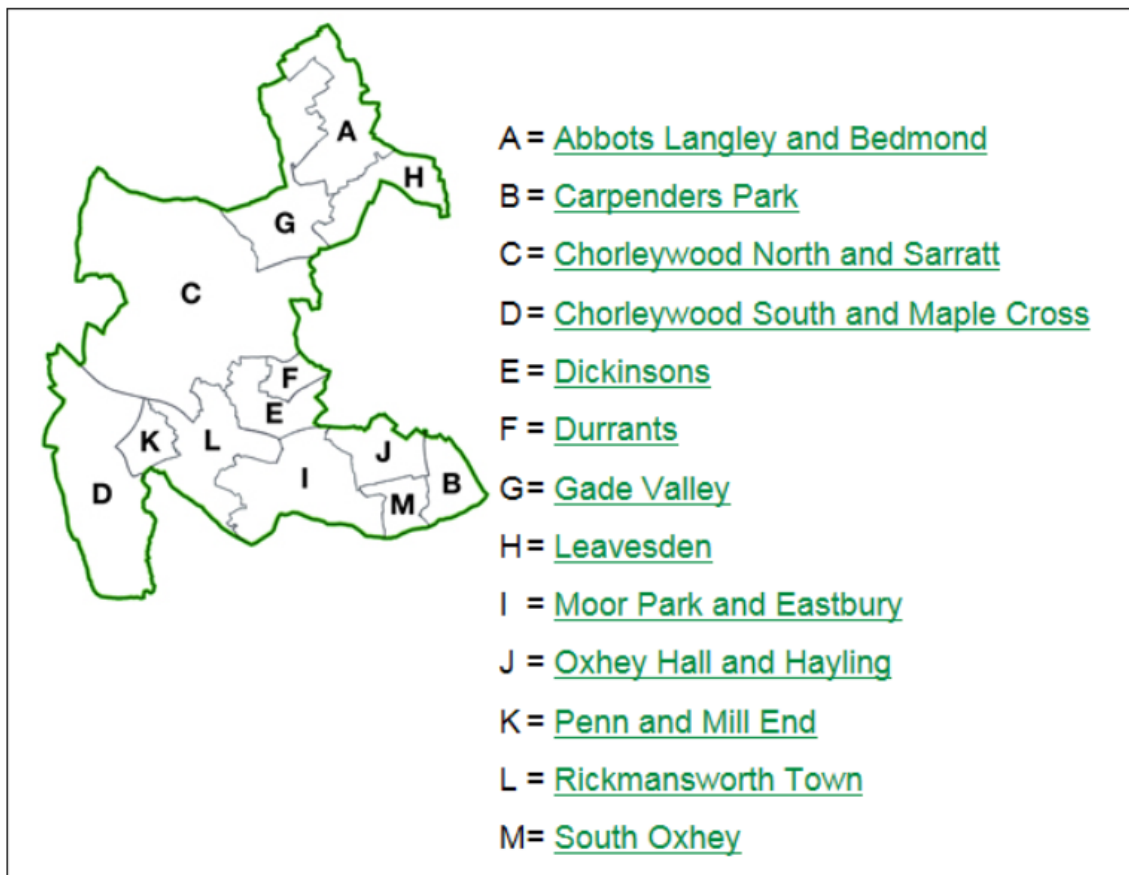 A = Abbots Langley and Bedmond
B = Carpenders Park
C = Chorleywood North and Sarratt
D = Chorleywood South and Maple Cross
E = Dickinsons
F = Durrants
G = Gade Valley
H = Leavesden
I = Moor Park and Eastbury
J = Oxhey Hall and Hayling
K = Penn and Mill End
L = Rickmansworth Town
M = South Oxhey
A
H
G
C
F
E
K
L
J
I
B
D
M